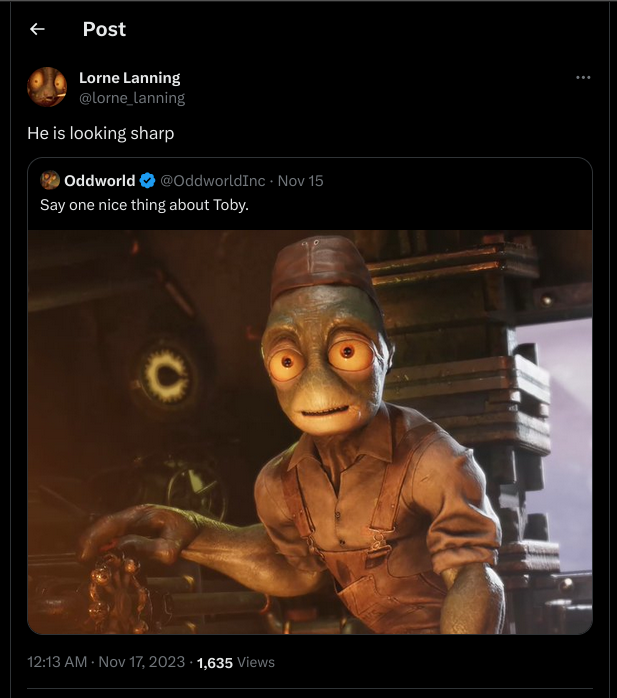 Post
Lorne Lanning
@lorne_lanning
He is looking sharp
Oddworld @OddworldInc · Nov 15
Say one nice thing about Toby.
12:13 AM · Nov 17, 2023 · 1,635 Views